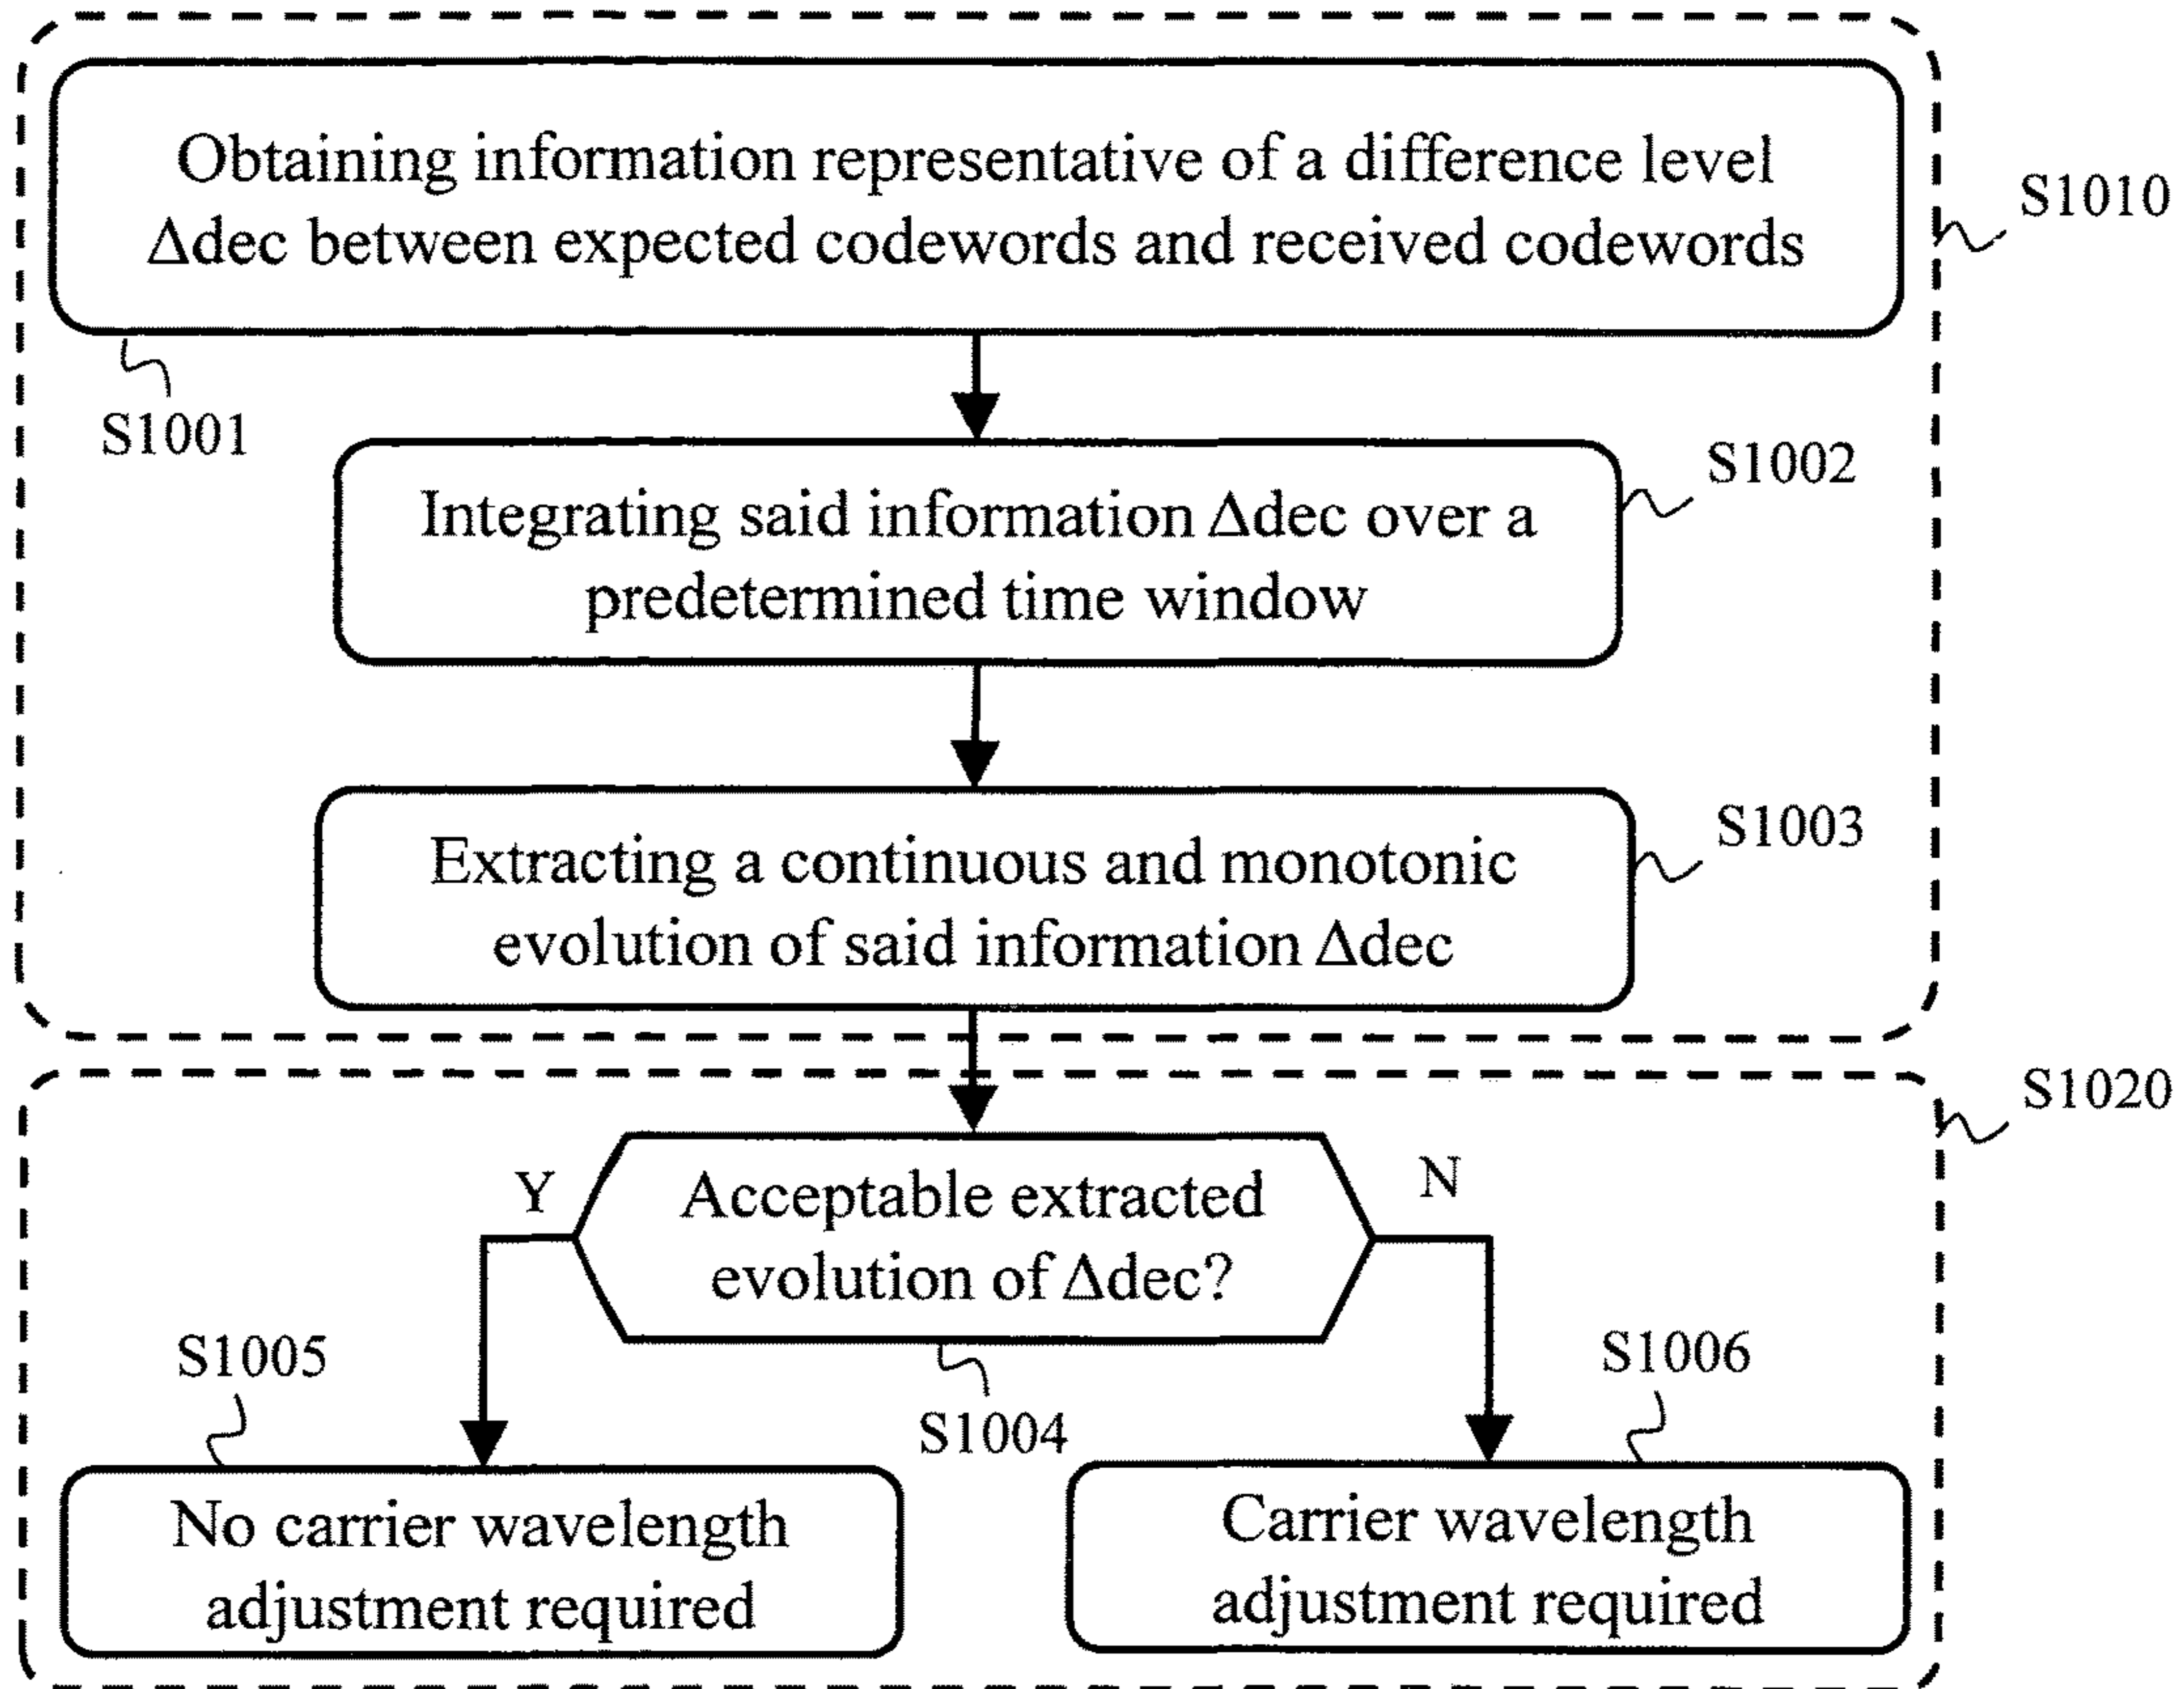 Obtaining information representative of a difference level
Δdec between expected codewords and received codewords
S1010
S1001
S1002
Integrating said information Δdec over a
predetermined time window
S1003
Extracting a continuous and monotonic
evolution of said information Δdec
S1020
Y
N
Acceptable extracted
evolution of Δdec?
S1005
S1004
S1006
No carrier wavelength
adjustment required
Carrier wavelength
adjustment required